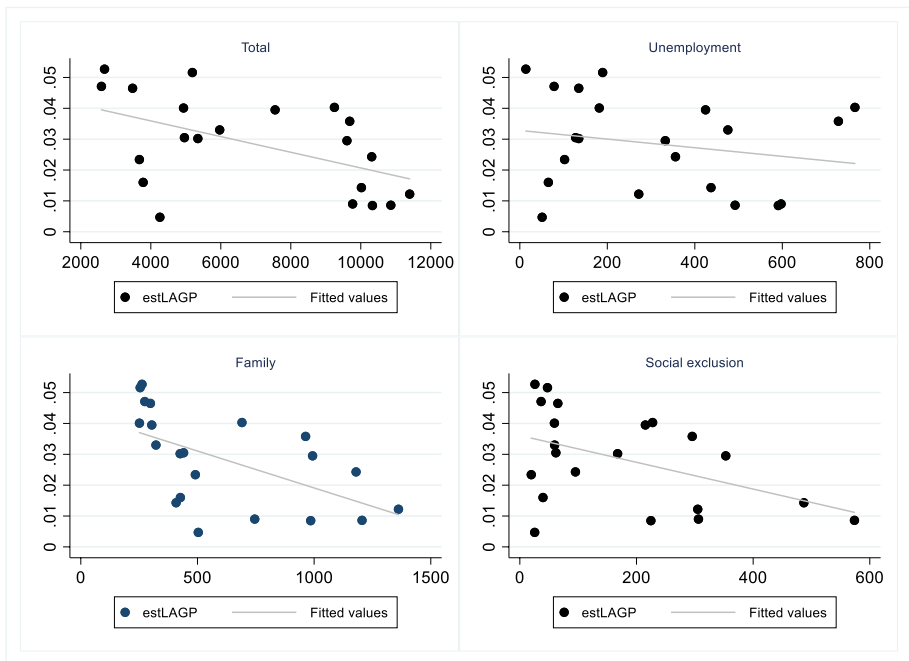 Total
.05
.04
.03
.02
.01
0
2000 4000 6000 8000 10000 12000
estLAGP Fitted values
Unemployment
.05
.04
.03
.02
.01
0
0 200 400 600 800
estLAGP Fitted values
Family
.05
.04
.03
.02
.01
0
0 500 1000 1500
estLAGP Fitted values
Social exclusion
.05
.04
.03
.02
.01
0
0 200 400 600
estLAGP Fitted values